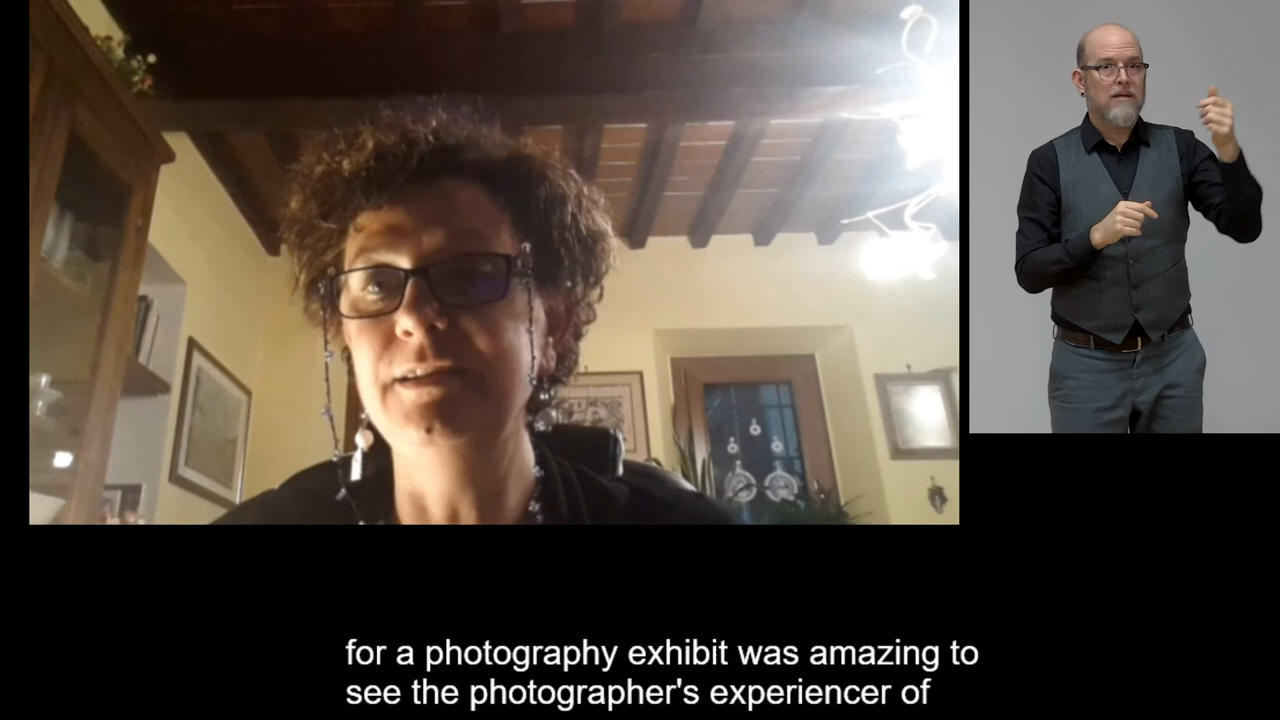 for a photography exhibit was amazing to
see the photographer's experiencer of